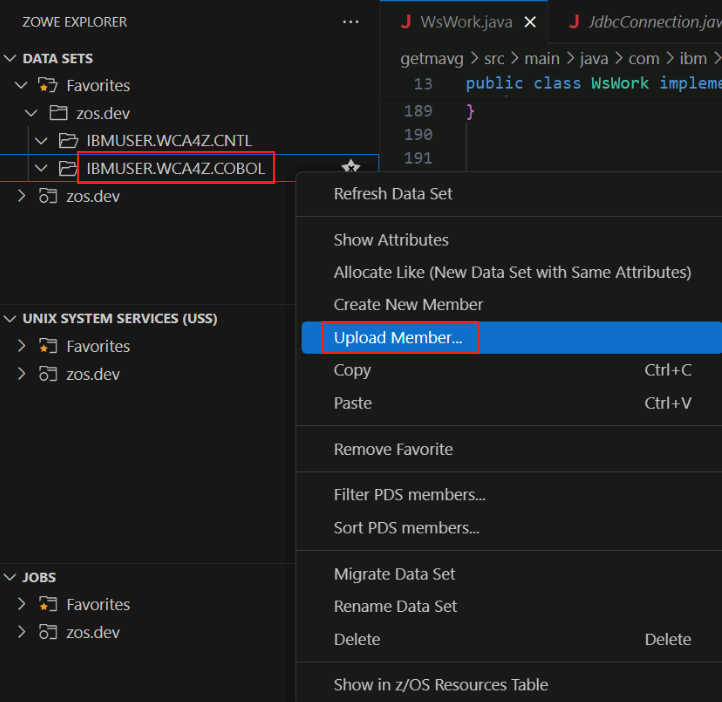 ZOWE EXPLORER
...
DATA SETS
Favorites
zos.dev
IBMUSER.WCA4Z.CNTL
IBMUSER.WCA4Z.COBOL
zos.dev
UNIX SYSTEM SERVICES (USS)
Favorites
zos.dev
JOBS
Favorites
zos.dev
J WsWork.java
J JdbcConnection.jav
getmavg > src > main > java > com > ibm >
13 public class WsWork impleme
189 }
190
191
Refresh Data Set
Show Attributes
Allocate Like (New Data Set with Same Attributes)
Create New Member
Upload Member...
Copy Ctrl+C
Paste Ctrl+V
Remove Favorite
Filter PDS members...
Sort PDS members...
Migrate Data Set
Rename Data Set
Delete Delete
Show in z/OS Resources Table